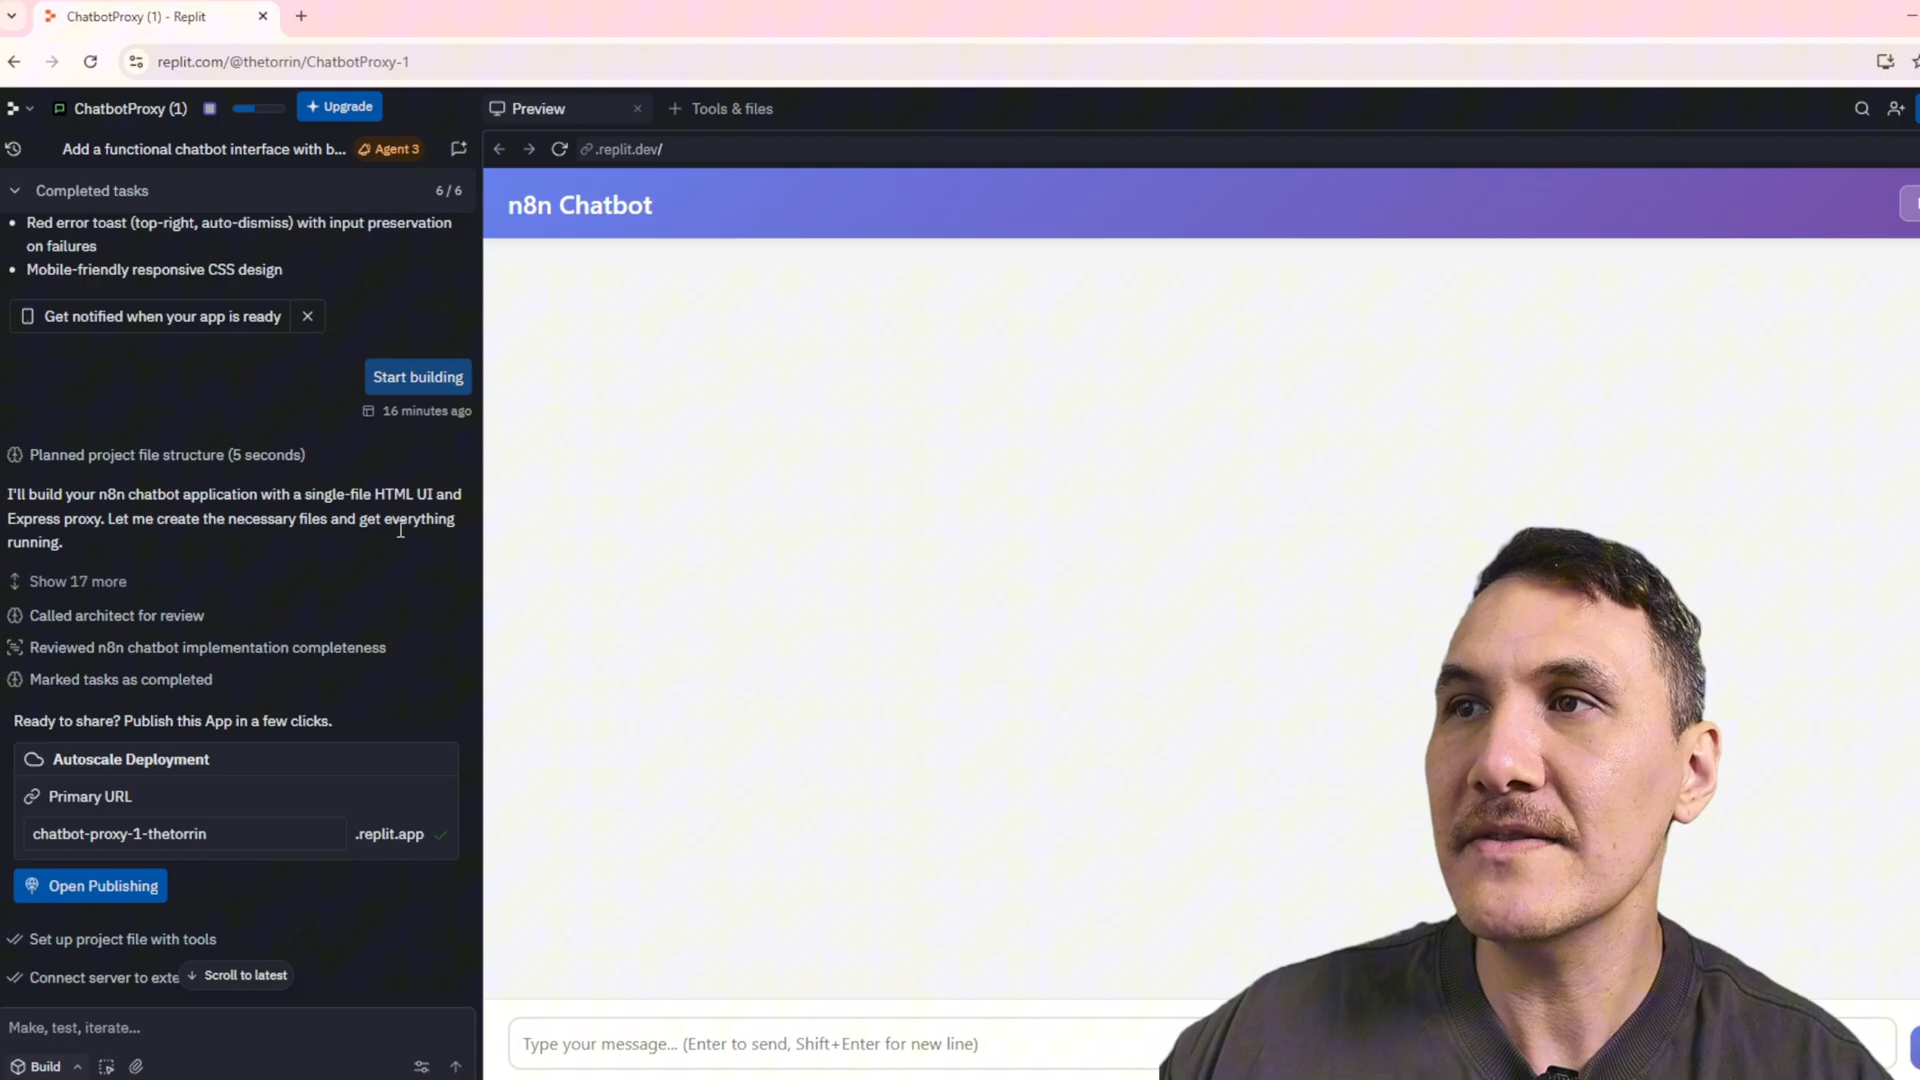 ChatbotProxy (1) - Replit
replit.com/@thetorrin/ChatbotProxy-1
ChatbotProxy (1)
Upgrade
Preview
Tools & files
Add a functional chatbot interface with b...
Agent 3
.replit.dev/
Completed tasks
6 / 6
n8n Chatbot
Red error toast (top-right, auto-dismiss) with input preservation
on failures
Mobile-friendly responsive CSS design
Get notified when your app is ready
Start building
16 minutes ago
Planned project file structure (5 seconds)
I'll build your n8n chatbot application with a single-file HTML UI and
Express proxy. Let me create the necessary files and get everything
running.
Show 17 more
Called architect for review
Reviewed n8n chatbot implementation completeness
Marked tasks as completed
Ready to share? Publish this App in a few clicks.
Autoscale Deployment
Primary URL
chatbot-proxy-1-thetorrin
.replit.app
Open Publishing
Set up project file with tools
Connect server to exte
Scroll to latest
Make, test, iterate...
Type your message... (Enter to send, Shift+Enter for new line)
Build